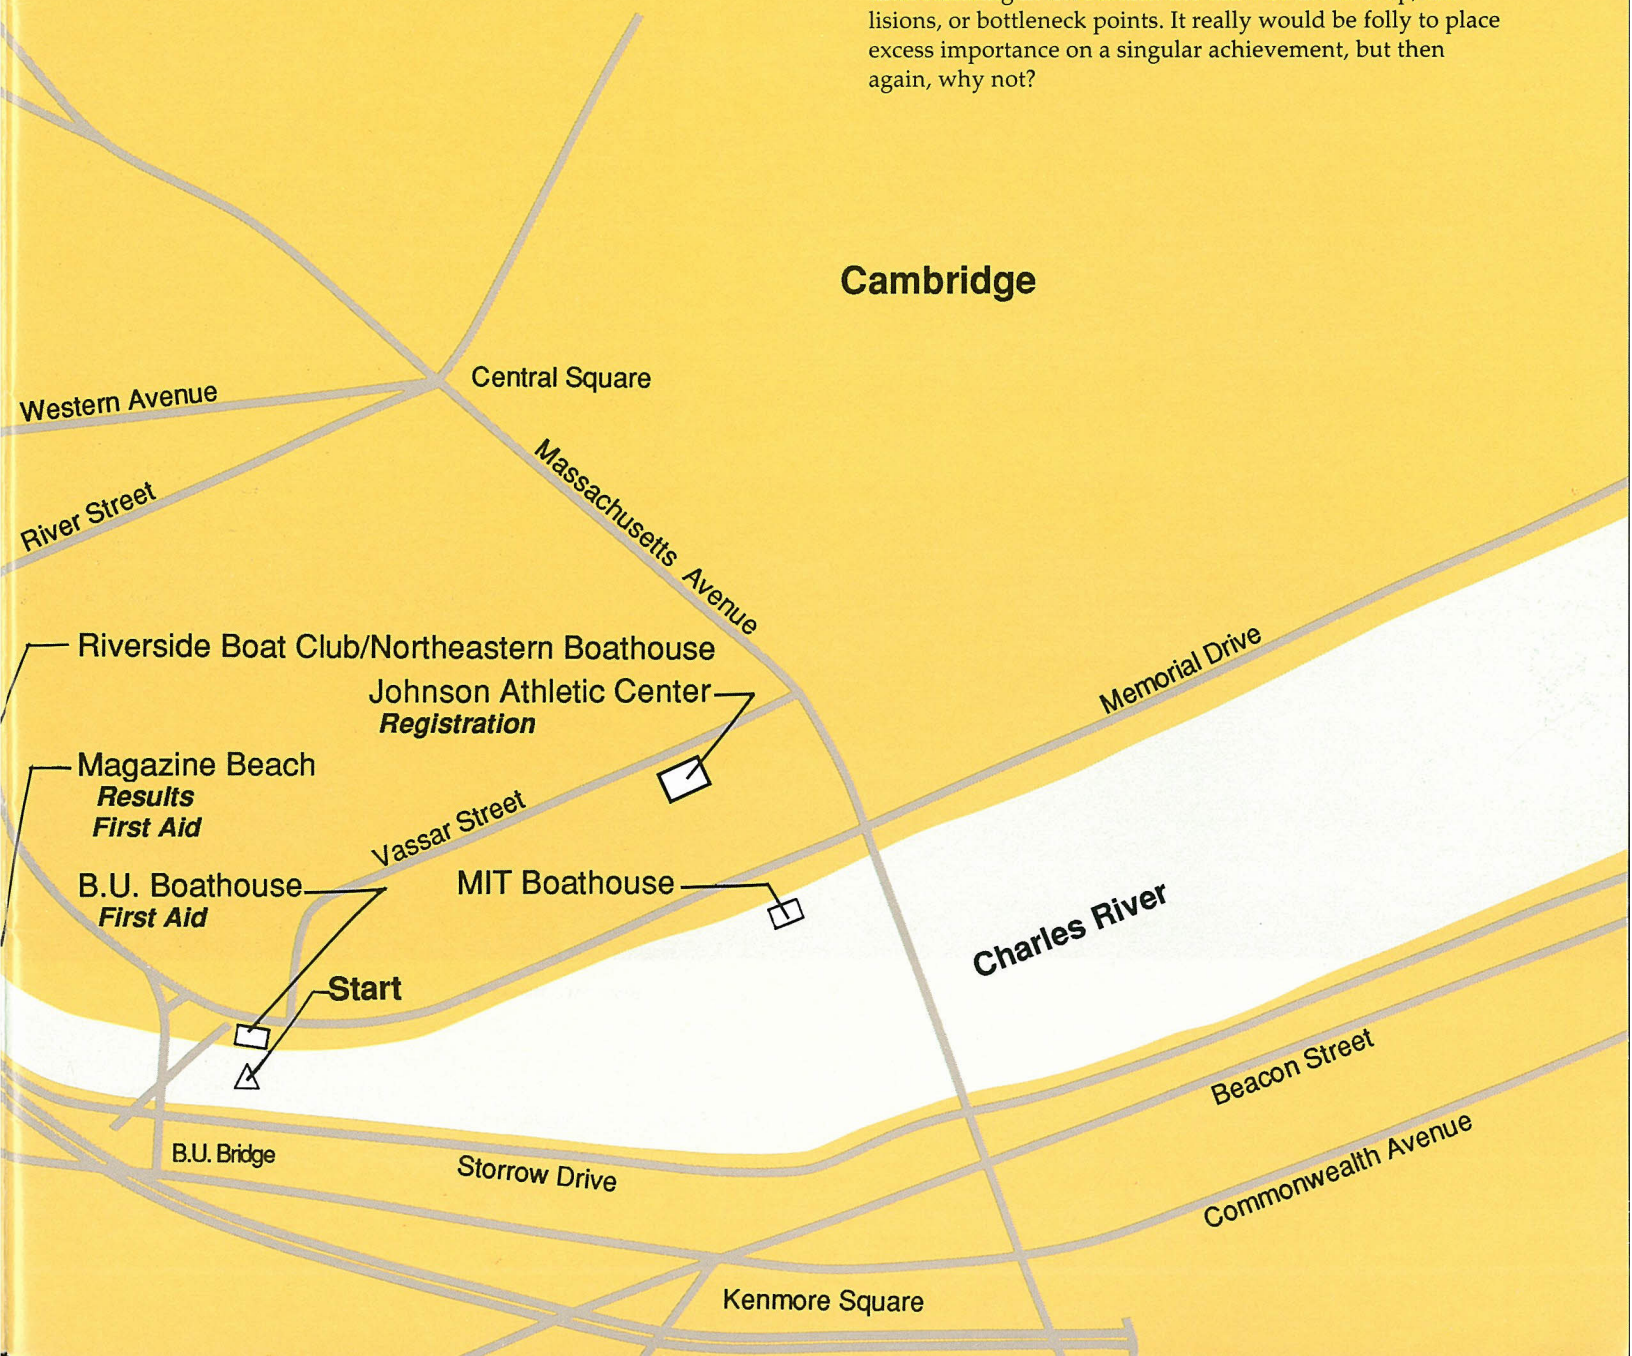 lisions, or bottleneck points. It really would be folly to place
excess importance on a singular achievement, but then
again, why not?
Cambridge
Central Square
Western Avenue
River Street
Massachusetts Avenue
Memorial Drive
Riverside Boat Club/Northeastern Boathouse
Johnson Athletic Center
Registration
Magazine Beach
Results
First Aid
Vassar Street
B.U. Boathouse
First Aid
MIT Boathouse
Charles River
Start
B.U. Bridge
Storrow Drive
Beacon Street
Commonwealth Avenue
Kenmore Square